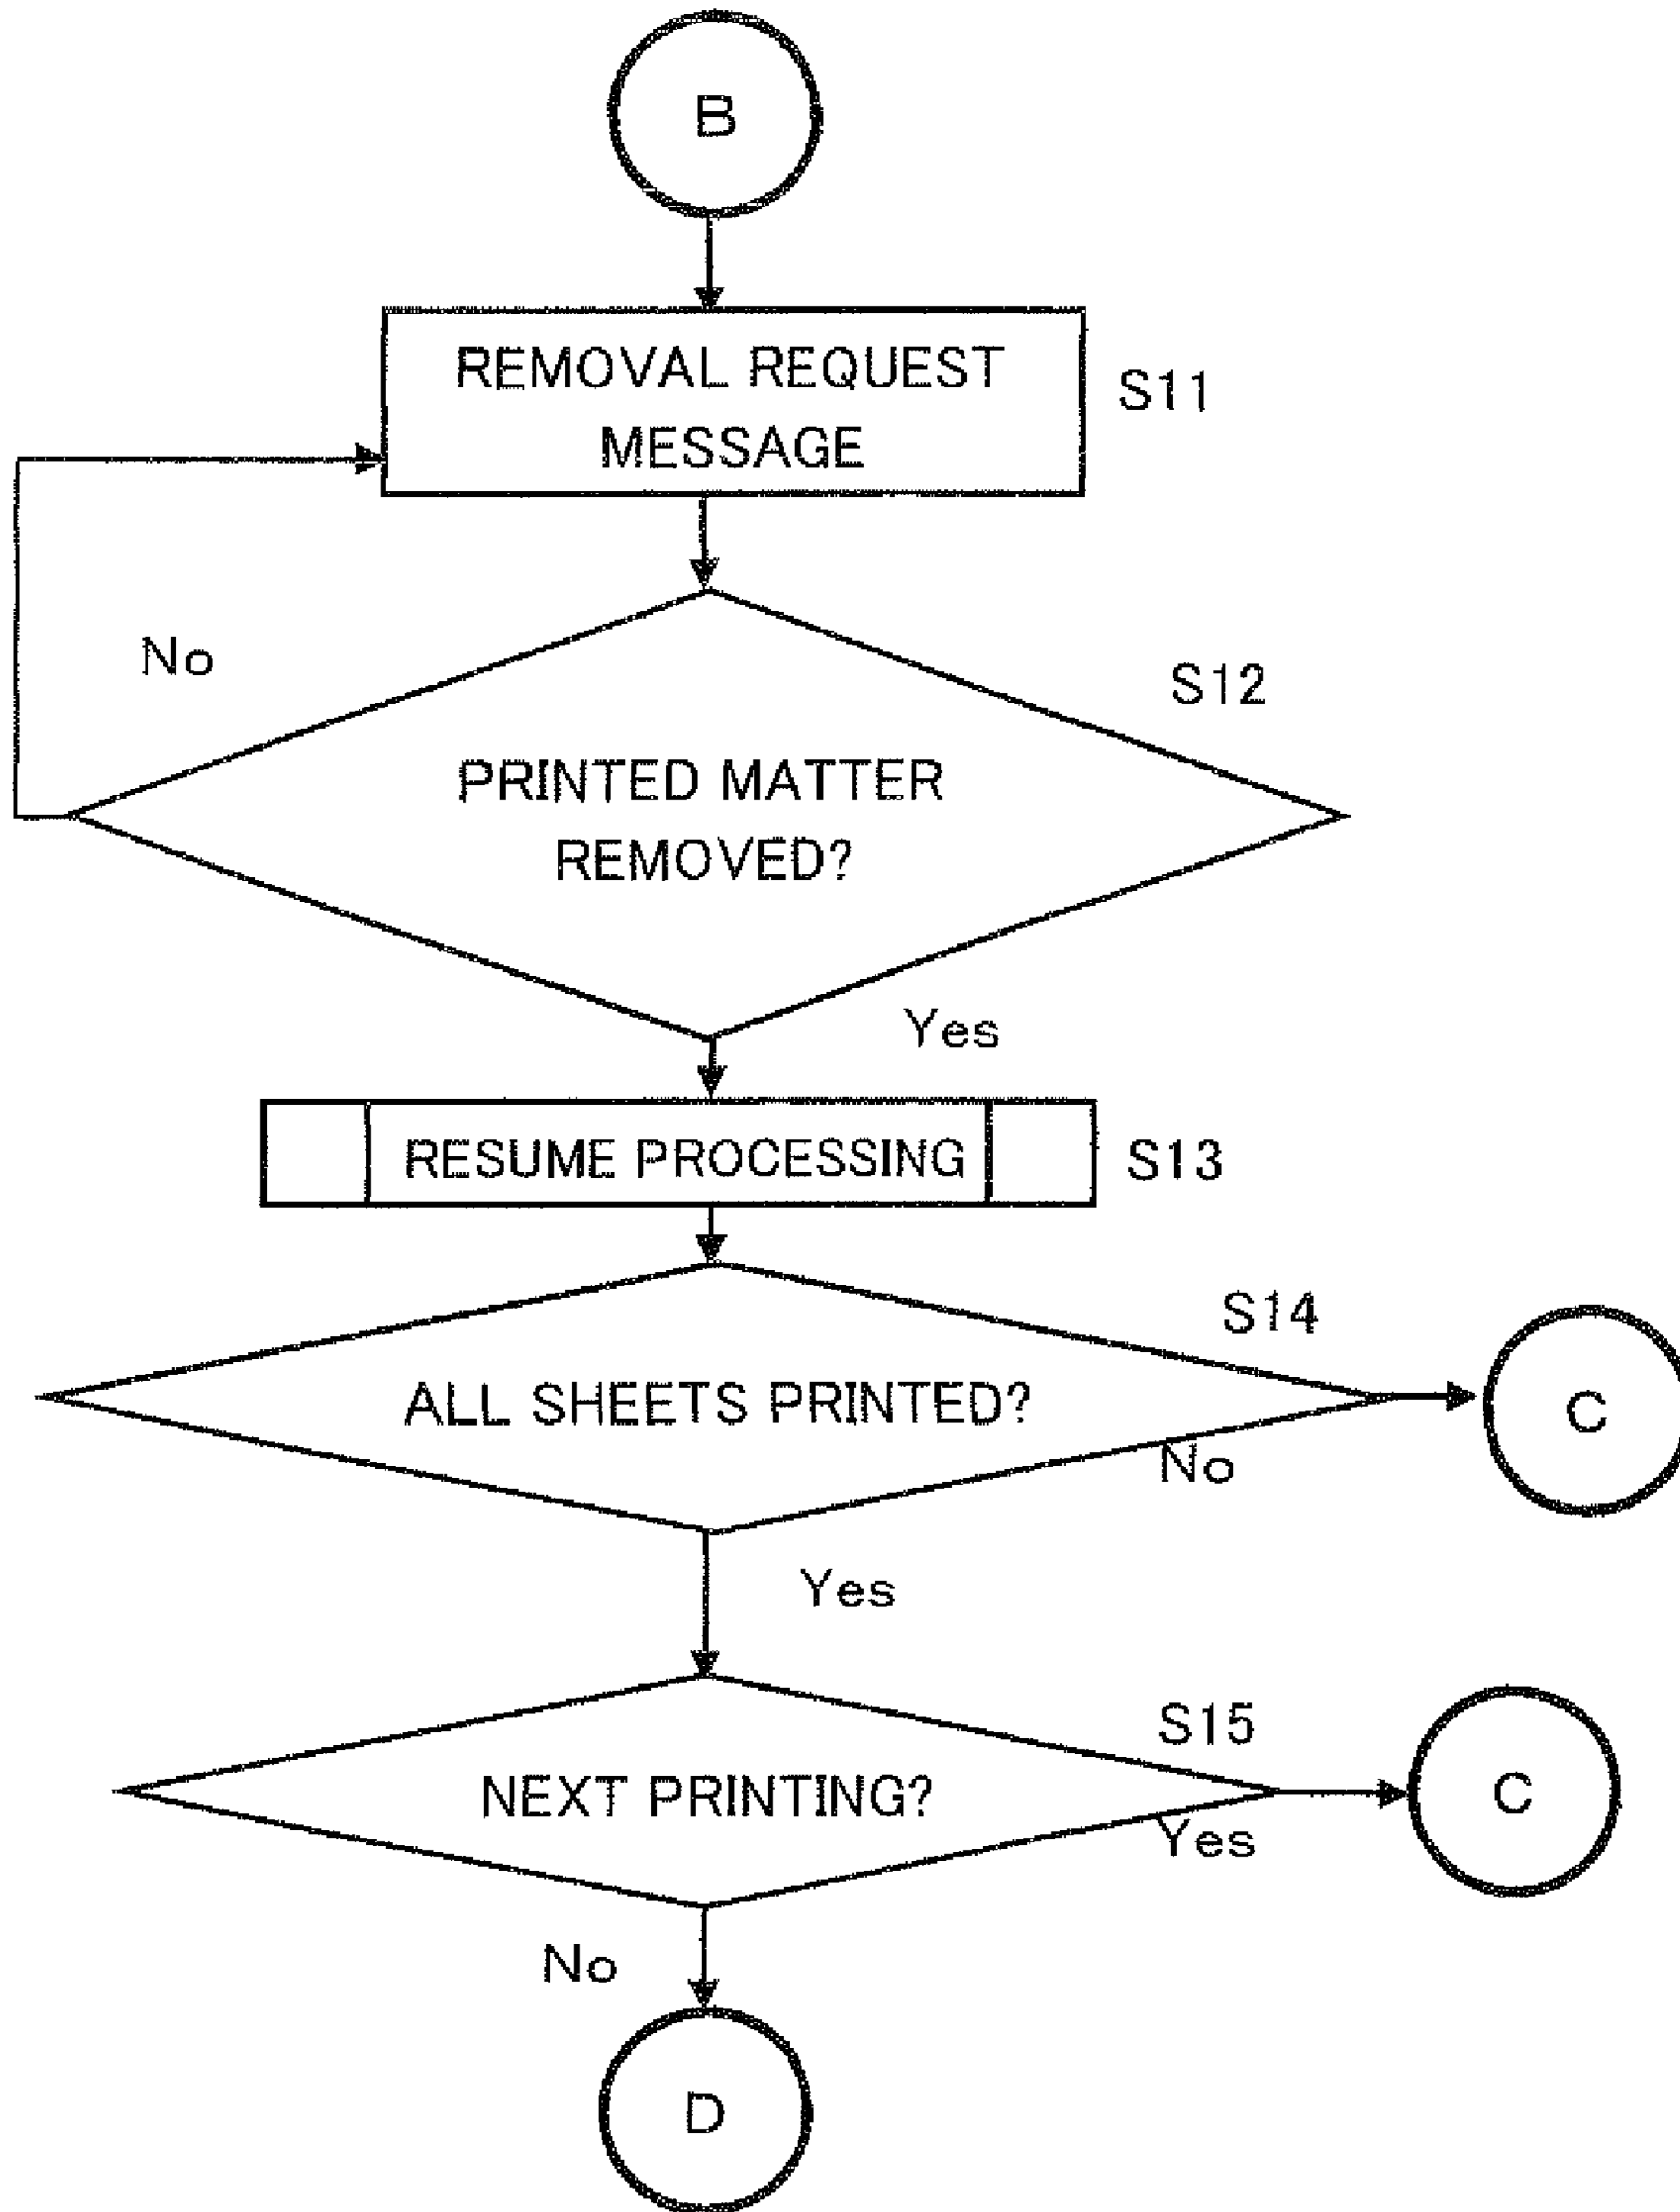 B
REMOVAL REQUEST
MESSAGE
S11
No
S12
PRINTED MATTER
REMOVED?
Yes
RESUME PROCESSING
S13
S14
ALL SHEETS PRINTED?
C
No
Yes
S15
NEXT PRINTING?
C
Yes
No
D